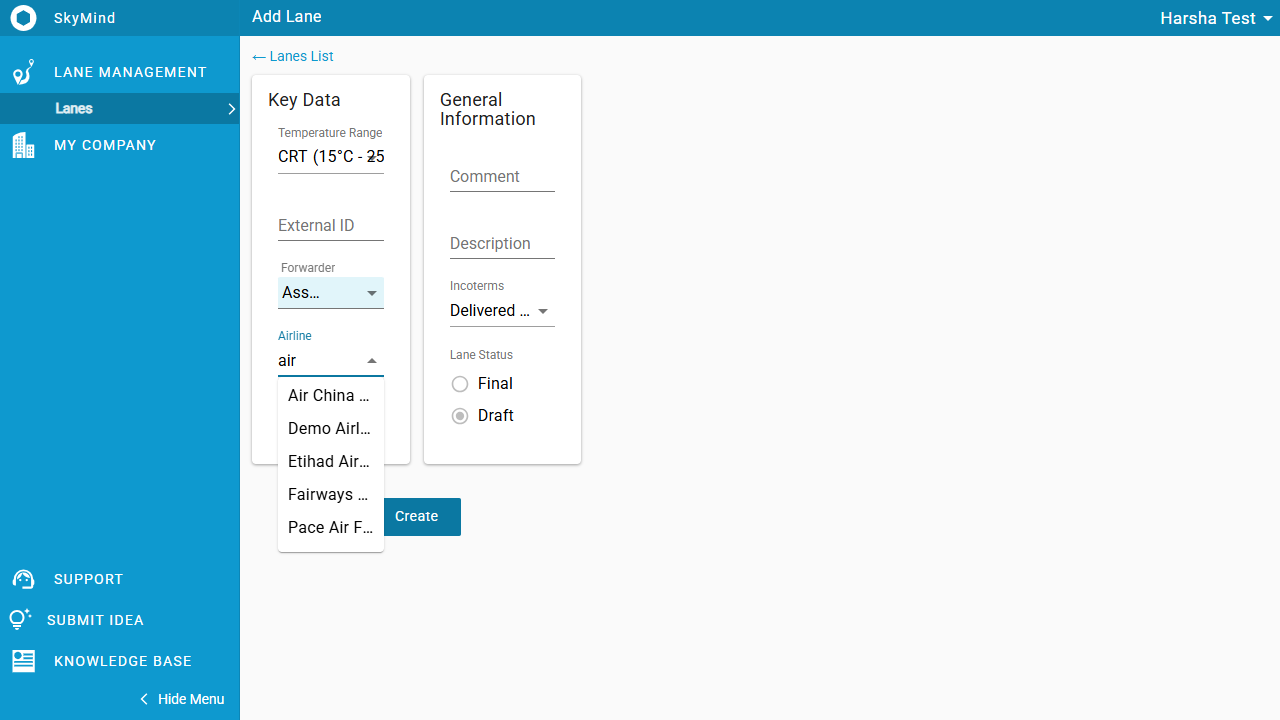 SkyMind
Add Lane
Harsha Test
LANE MANAGEMENT
Lanes
MY COMPANY
← Lanes List
Key Data
Temperature Range
CRT (15°C - 25
External ID
Forwarder
Ass...
Airline
air
Air China ...
Demo Airl...
Etihad Air...
Fairways ...
Pace Air F...
General
Information
Comment
Description
Incoterms
Delivered ...
Lane Status
Final
Draft
Create
SUPPORT
SUBMIT IDEA
KNOWLEDGE BASE
Hide Menu